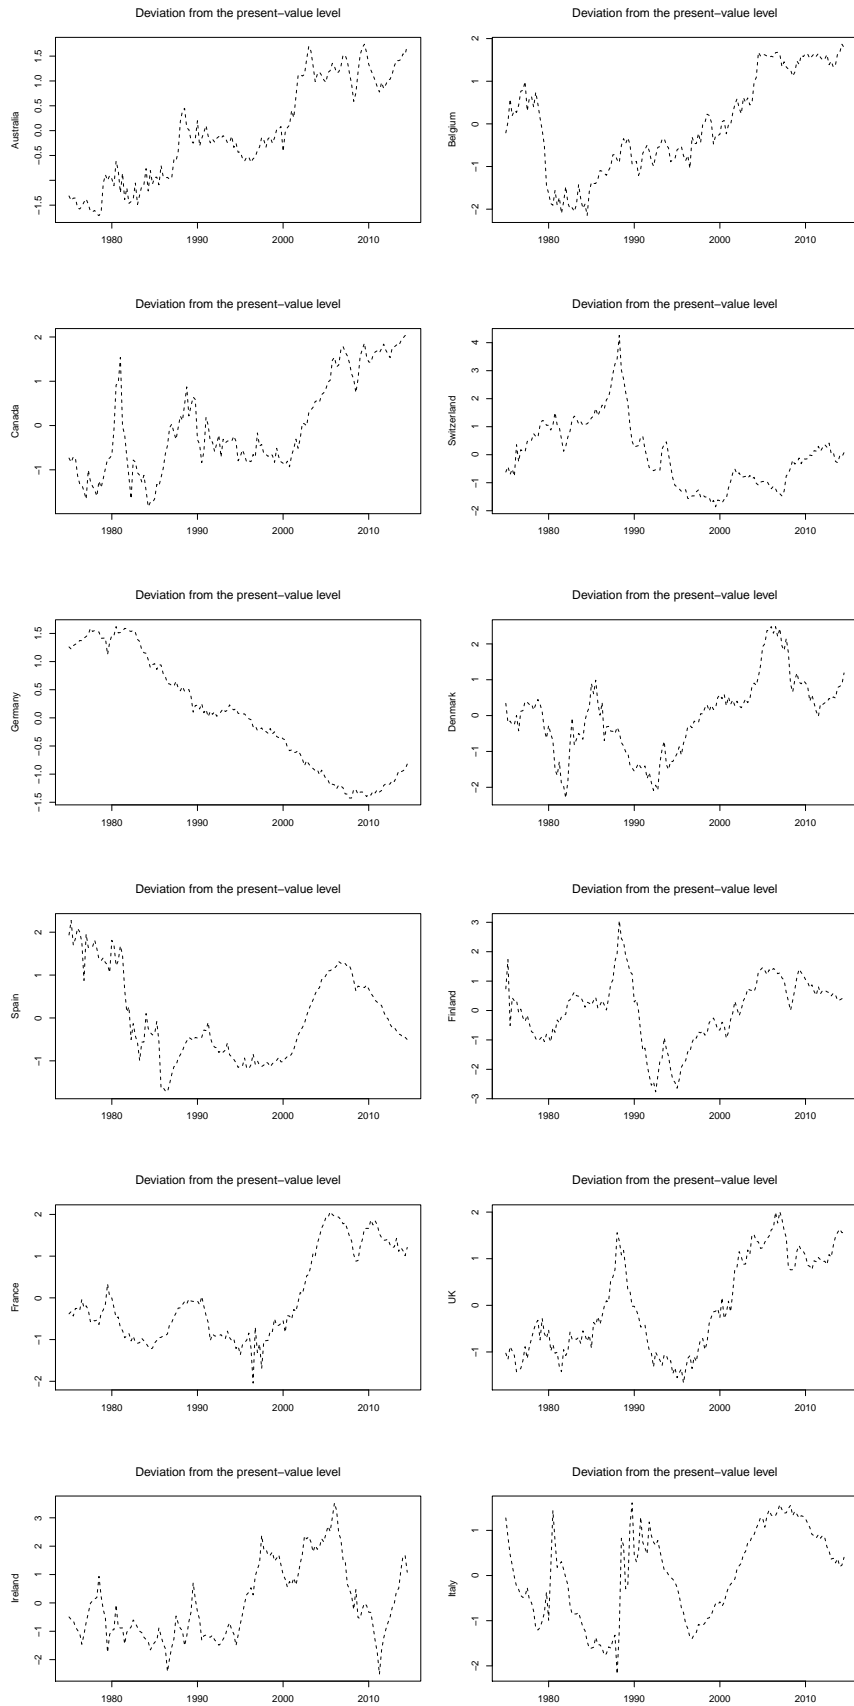 Deviation from the present−value level
Australia
−1.5 −0.5 0.0 0.5 1.0 1.5
1980 1990 2000 2010
Deviation from the present−value level
Belgium
−2 −1 0 1 2
1980 1990 2000 2010
Deviation from the present−value level
Canada
−1 0 1 2
1980 1990 2000 2010
Deviation from the present−value level
Switzerland
−2 −1 0 1 2 3 4
1980 1990 2000 2010
Deviation from the present−value level
Germany
−1.5 −1.0 −0.5 0.0 0.5 1.0 1.5
1980 1990 2000 2010
Deviation from the present−value level
Denmark
−2 −1 0 1 2
1980 1990 2000 2010
Deviation from the present−value level
Spain
−1 0 1 2
1980 1990 2000 2010
Deviation from the present−value level
Finland
−3 −2 −1 0 1 2 3
1980 1990 2000 2010
Deviation from the present−value level
France
−2 −1 0 1 2
1980 1990 2000 2010
Deviation from the present−value level
UK
−1 0 1 2
1980 1990 2000 2010
Deviation from the present−value level
Ireland
−2 −1 0 1 2 3
1980 1990 2000 2010
Deviation from the present−value level
Italy
−2 −1 0 1
1980 1990 2000 2010